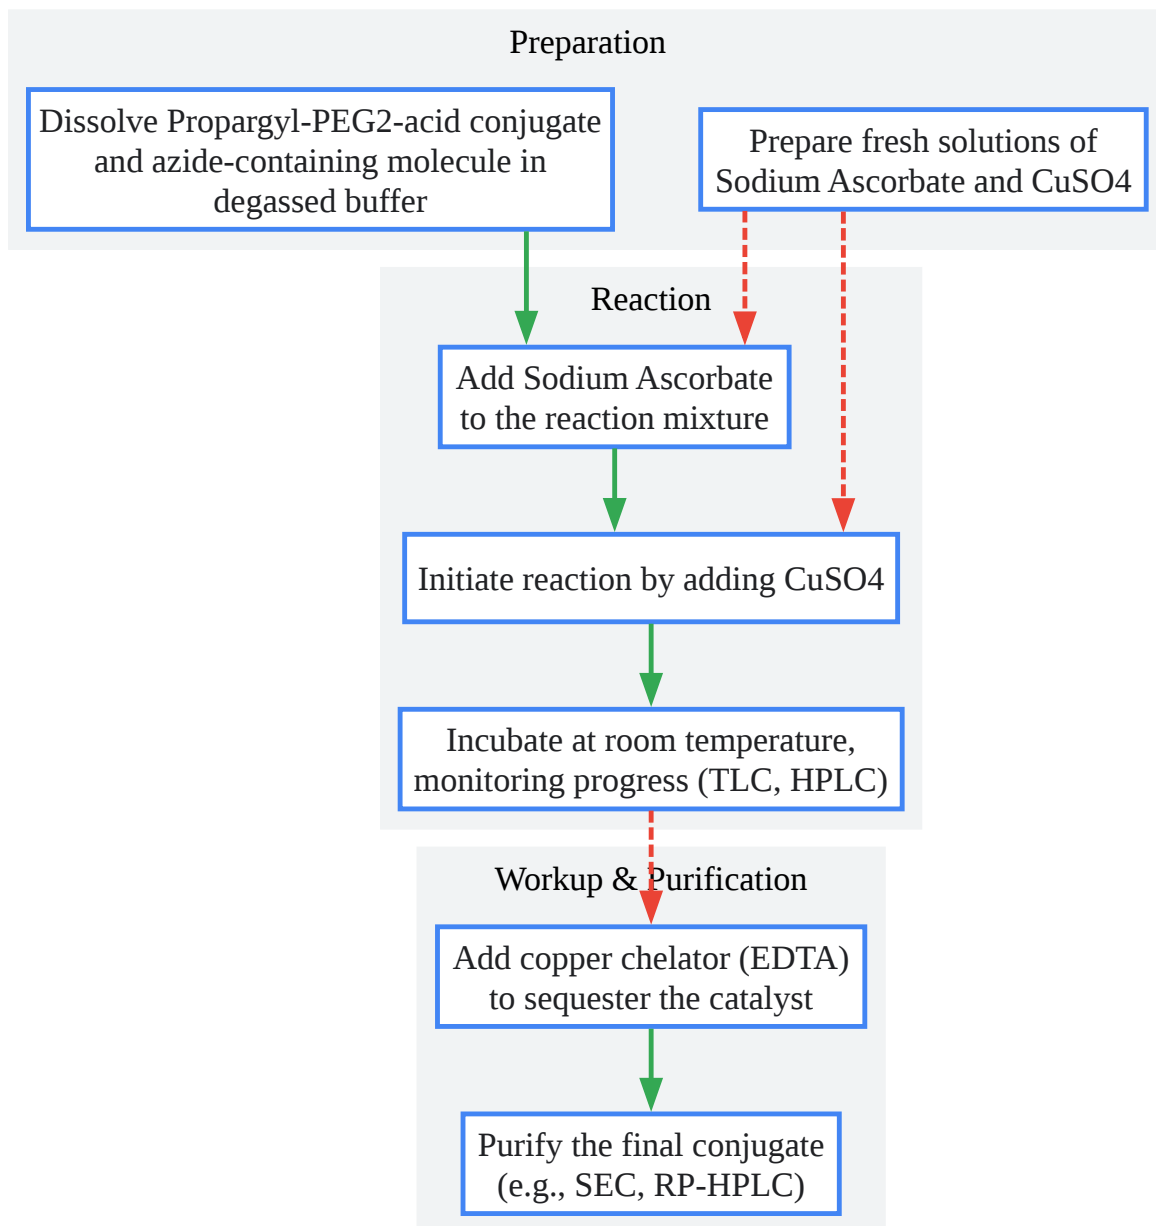 Preparation
Dissolve Propargyl-PEG2-acid conjugate
and azide-containing molecule in
degassed buffer
Prepare fresh solutions of
Sodium Ascorbate and CuSO4
Reaction
Add Sodium Ascorbate
to the reaction mixture
Initiate reaction by adding CuSO4
Incubate at room temperature,
monitoring progress (TLC, HPLC)
Workup & Purification
Add copper chelator (EDTA)
to sequester the catalyst
Purify the final conjugate
(e.g., SEC, RP-HPLC)